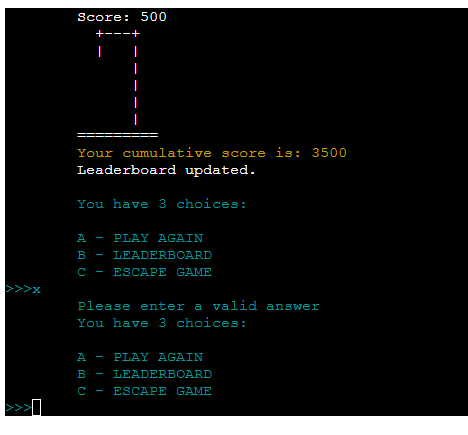 Score: 500
+---+
|   |
    |
    |
    |
    |
=========
Your cumulative score is: 3500
Leaderboard updated.
You have 3 choices:
A - PLAY AGAIN
B - LEADERBOARD
C - ESCAPE GAME
>>>x
Please enter a valid answer
You have 3 choices:
A - PLAY AGAIN
B - LEADERBOARD
C - ESCAPE GAME
>>>